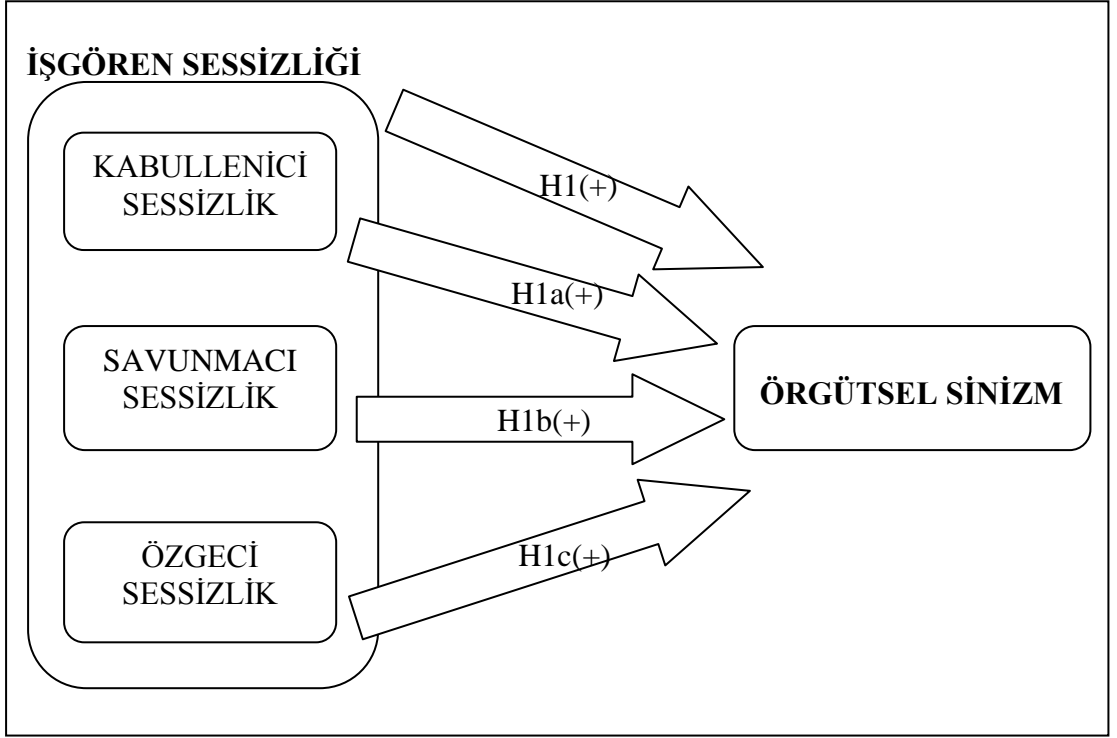 İŞGÖREN SESSİZLİĞİ
KABULLENİCİ
SESSİZLİK
H1(+)
H1a(+)
SAVUNMACI
SESSİZLİK
H1b(+)
ÖRGÜTSEL SİNİZM
ÖZGECİ
SESSİZLİK
H1c(+)